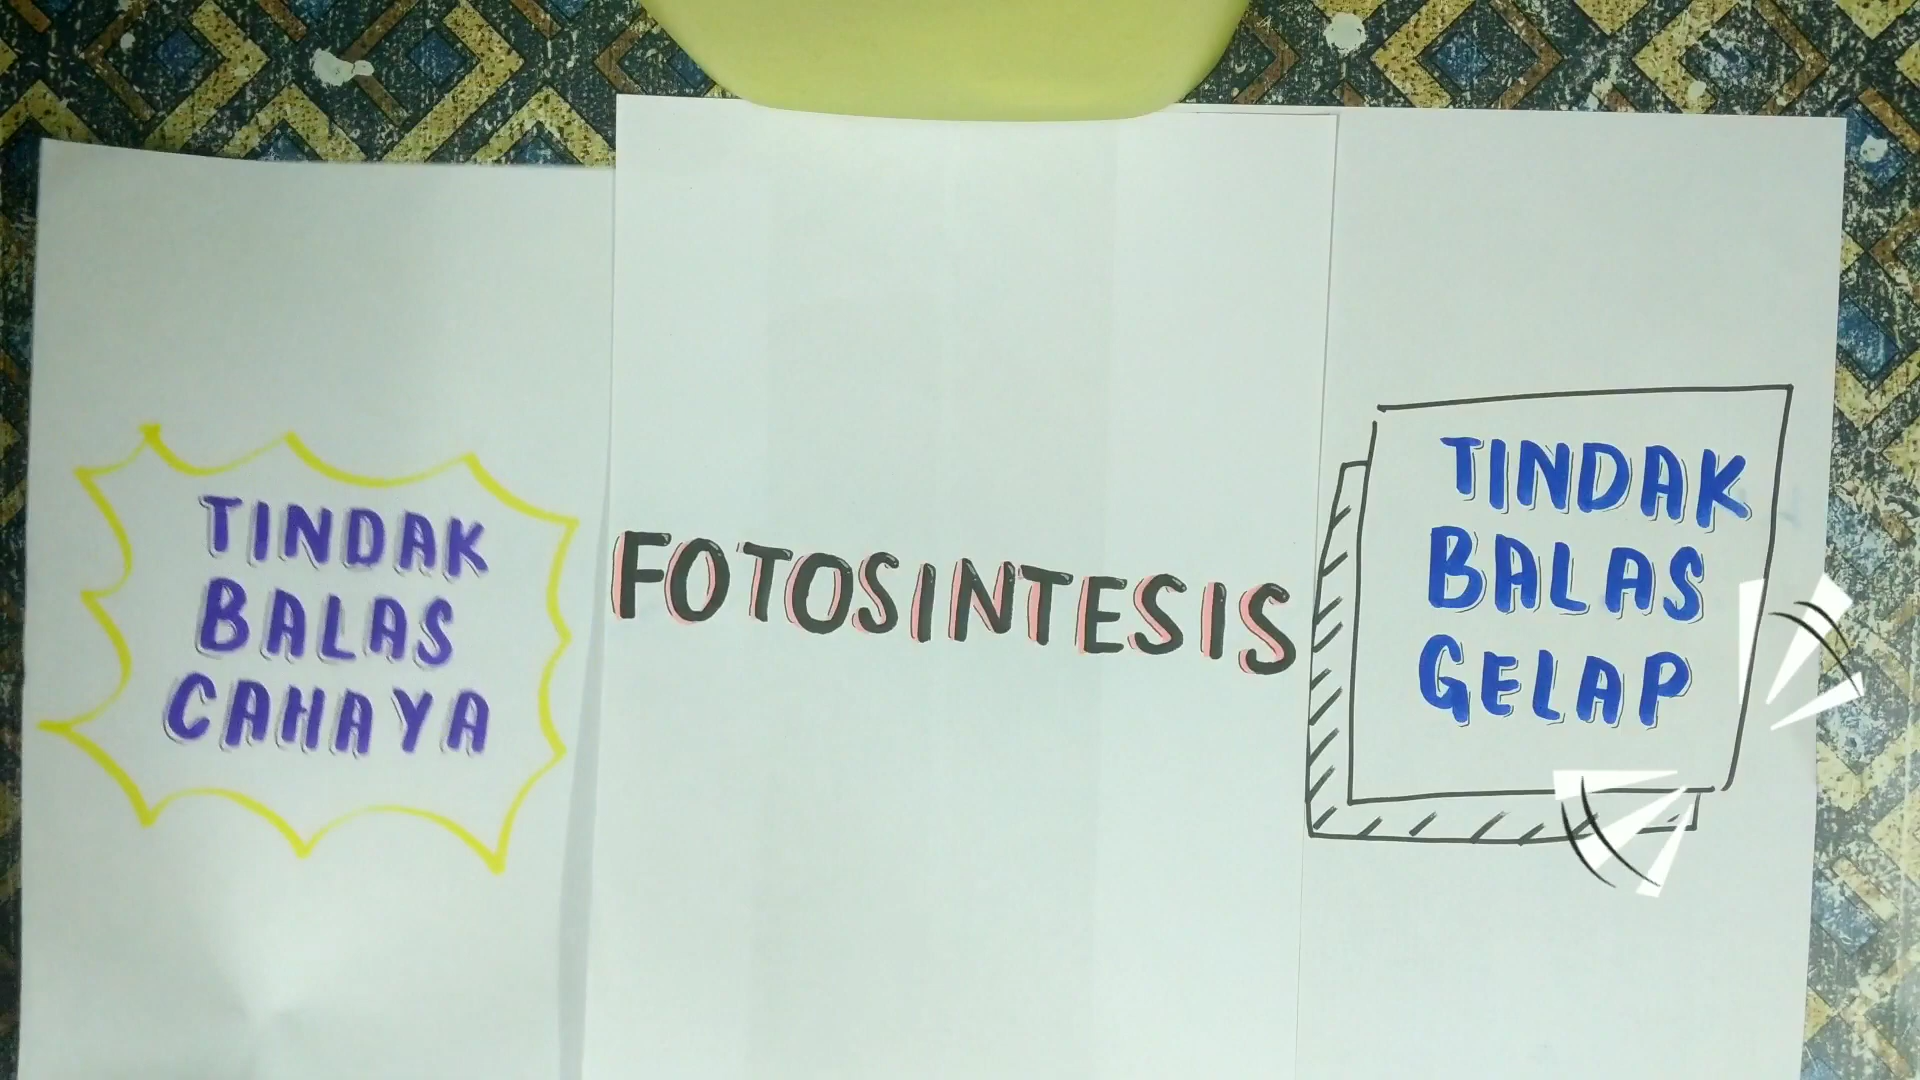 TINDAK
BALAS
CAHAYA
FOTOSINTESIS
TINDAK
BALAS
GELAP